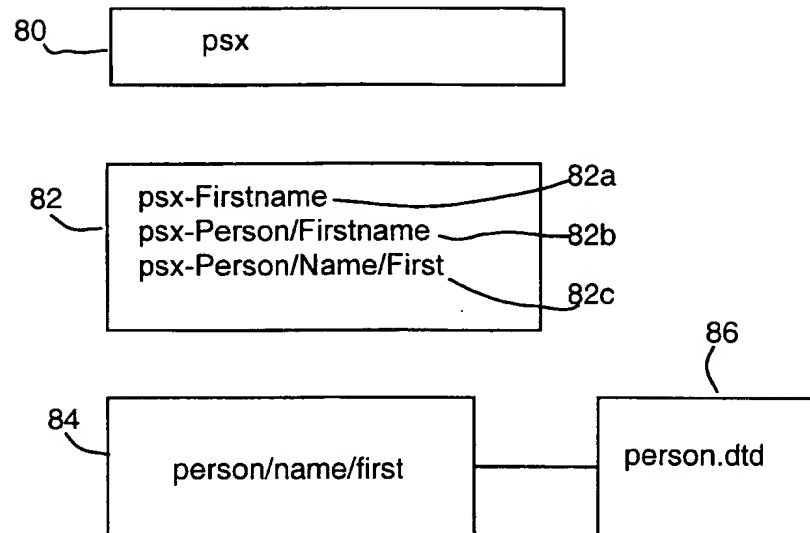 80
psx
82
psx-Firstname
82a
psx-Person/Firstname
82b
psx-Person/Name/First
82c
86
84
person/name/first
person.dtd